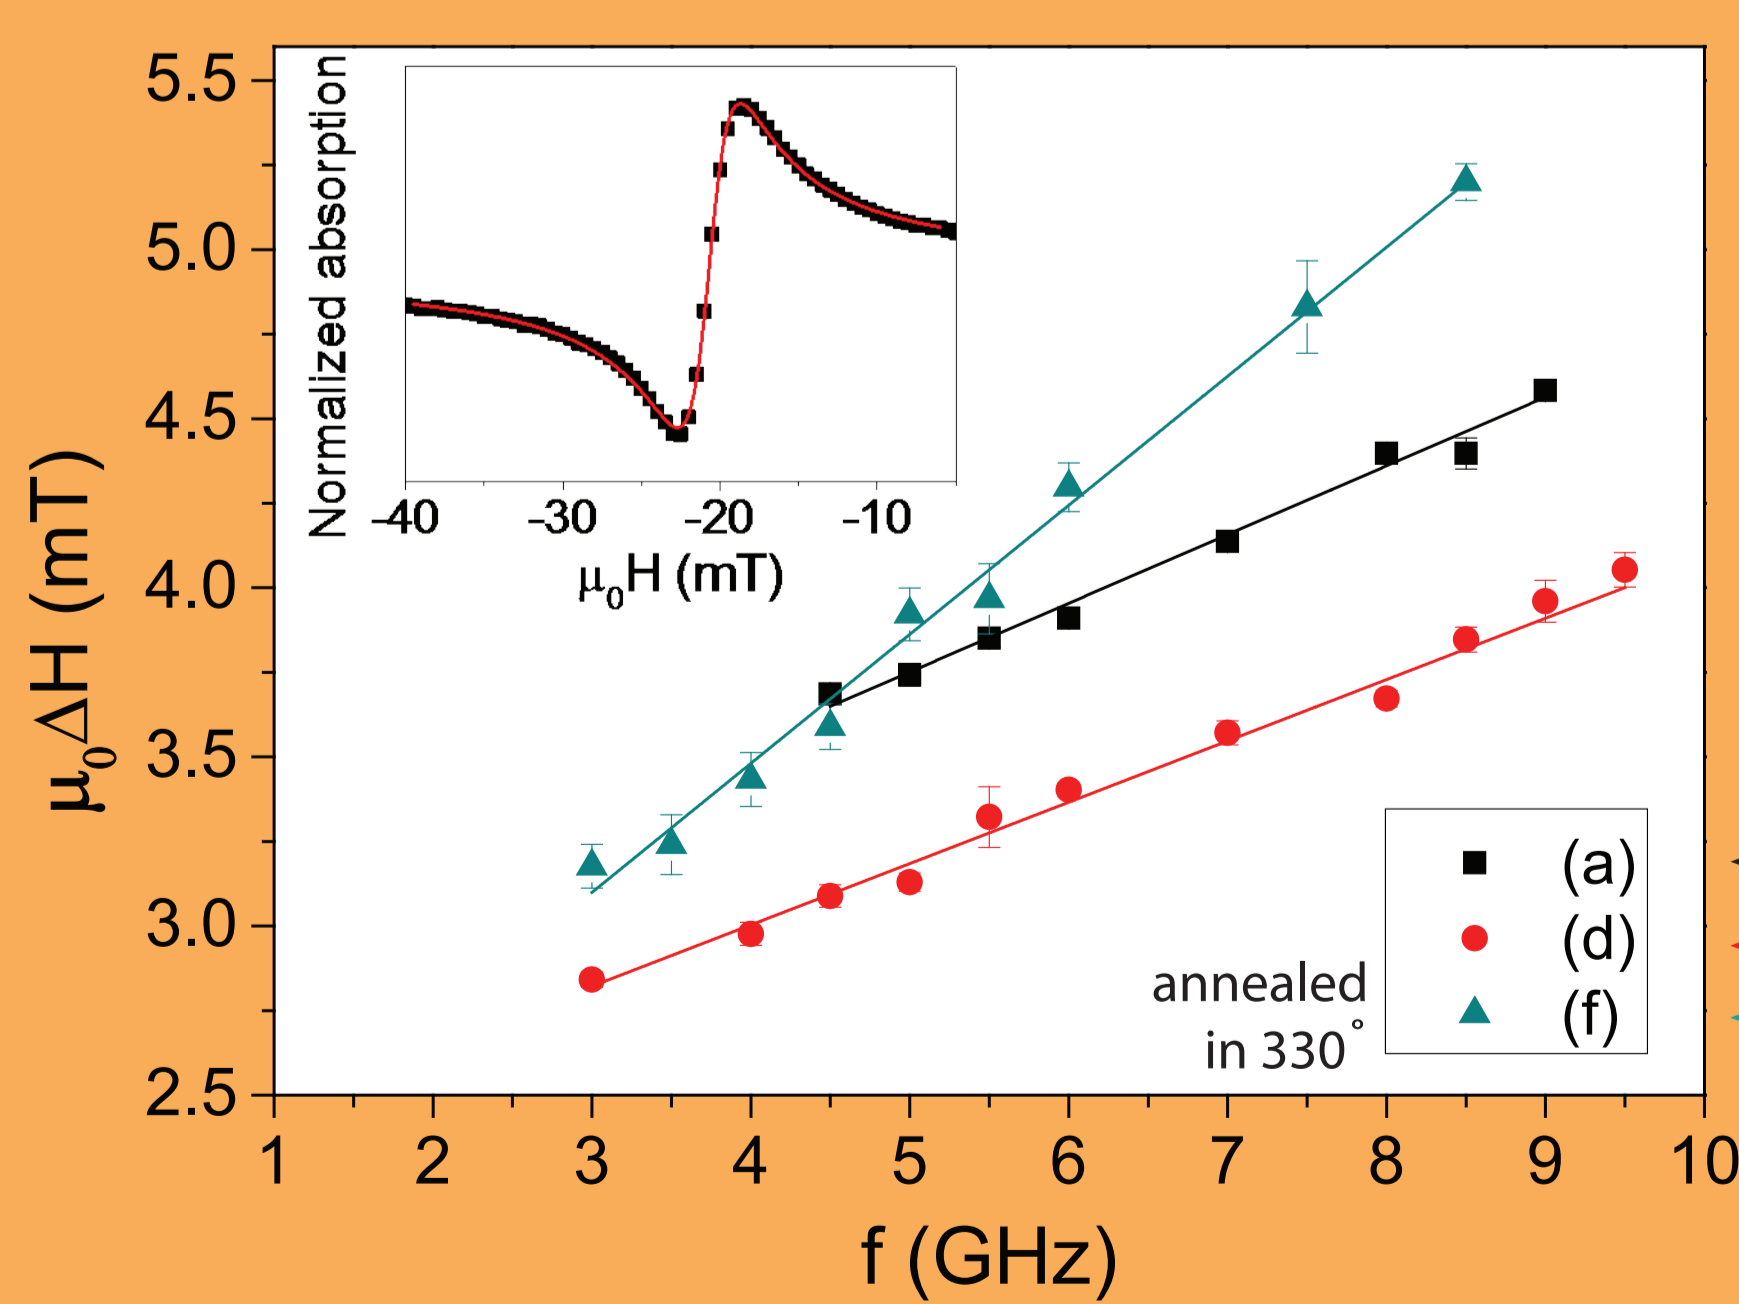 5.5
5.0
4.5
4.0
3.5
3.0
2.5
μ₀ΔH (mT)
Normalized absorption
-40 -30 -20 -10
μ₀H (mT)
(a)
(d)
(f)
annealed
in 330°
1 2 3 4 5 6 7 8 9 10
f (GHz)